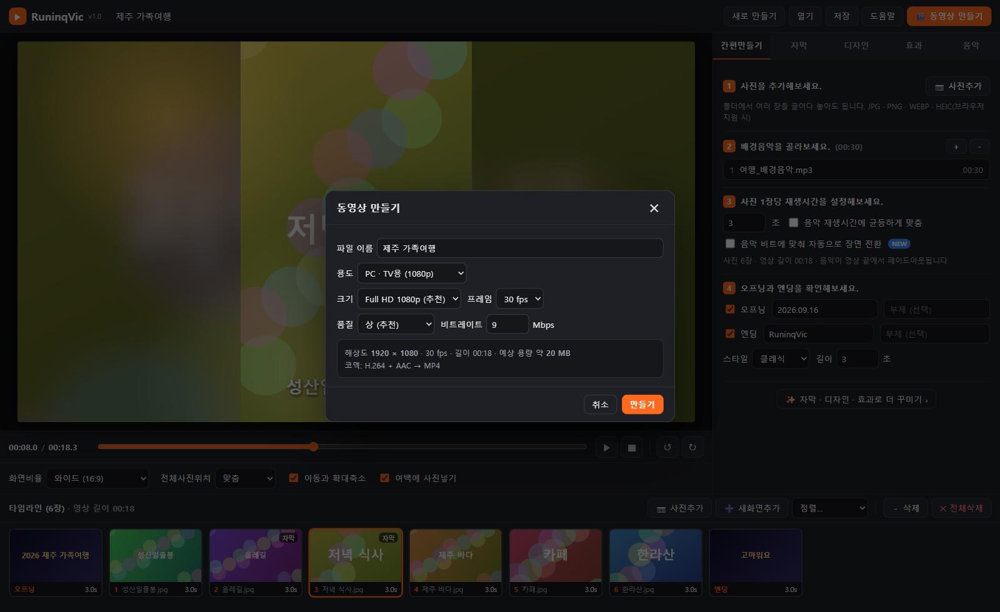 RuninqVic v1.0 제주 가족여행
새로 만들기 열기 저장 도움말 동영상 만들기
간편만들기 자막 디자인 효과 음악
1 사진을 추가해보세요. 사진추가
폴더에서 여러 장을 끌어다 놓아도 됩니다. JPG · PNG · WEBP · HEIC(브라우저
지원 시)
2 배경음악을 골라보세요. (00:30) + -
1 여행_배경음악.mp3 00:30
3 사진 1장당 재생시간을 설정해보세요.
3 초 음악 재생시간에 균등하게 맞춤
음악 비트에 맞춰 자동으로 장면 전환 NEW
사진 6장 · 영상 길이 00:18 · 음악이 영상 끝에서 페이드아웃됩니다
4 오프닝과 엔딩을 확인해보세요.
오프닝 2026.09.16 부제 (선택)
엔딩 RuninqVic 부제 (선택)
스타일 클래식 길이 3 초
✨ 자막 · 디자인 · 효과로 더 꾸미기 ›
저녁
성산일
동영상 만들기 ✕
파일 이름 제주 가족여행
용도 PC · TV용 (1080p)
크기 Full HD 1080p (추천) 프레임 30 fps
품질 상 (추천) 비트레이트 9 Mbps
해상도 1920 × 1080 · 30 fps · 길이 00:18 · 예상 용량 약 20 MB
코덱: H.264 + AAC → MP4
취소 만들기
00:08.0 / 00:18.3
화면비율 와이드 (16:9) 전체사진위치 맞춤 이동과 확대축소 여백에 사진넣기
타임라인 (6장) · 영상 길이 00:18 사진추가 새화면추가 정렬... - 삭제 ✕ 전체삭제
2026 제주 가족여행
오프닝 3.0s
성산일출봉
1 성산일출봉.jpg 3.0s
자막
올레길
2 올레길.jpg 3.0s
자막
저녁 식사
3 저녁 식사.jpg 3.0s
제주 바다
4 제주 바다.jpg 3.0s
카페
5 카페.jpg 3.0s
한라산
6 한라산.jpg 3.0s
고마워요
엔딩 3.0s